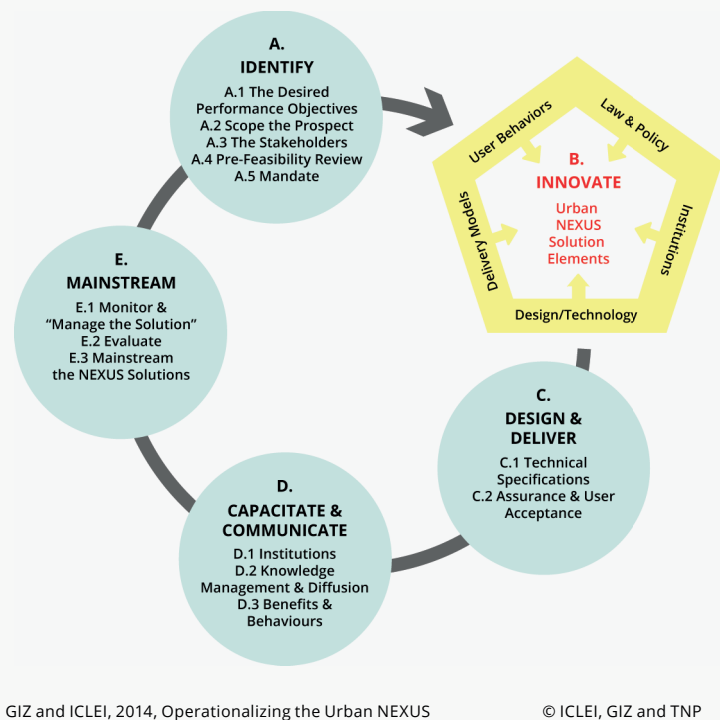 A.
IDENTIFY
A.1 The Desired
Performance Objectives
A.2 Scope the Prospect
A.3 The Stakeholders
A.4 Pre-Feasibility Review
A.5 Mandate
User Behaviors
Law & Policy
Institutions
Design/Technology
Delivery Models
B.
INNOVATE
Urban
NEXUS
Solution
Elements
C.
DESIGN &
DELIVER
C.1 Technical
Specifications
C.2 Assurance & User
Acceptance
D.
CAPACITATE &
COMMUNICATE
D.1 Institutions
D.2 Knowledge
Management & Diffusion
D.3 Benefits &
Behaviours
E.
MAINSTREAM
E.1 Monitor &
“Manage the Solution”
E.2 Evaluate
E.3 Mainstream
the NEXUS Solutions
GIZ and ICLEI, 2014, Operationalizing the Urban NEXUS
© ICLEI, GIZ and TNP